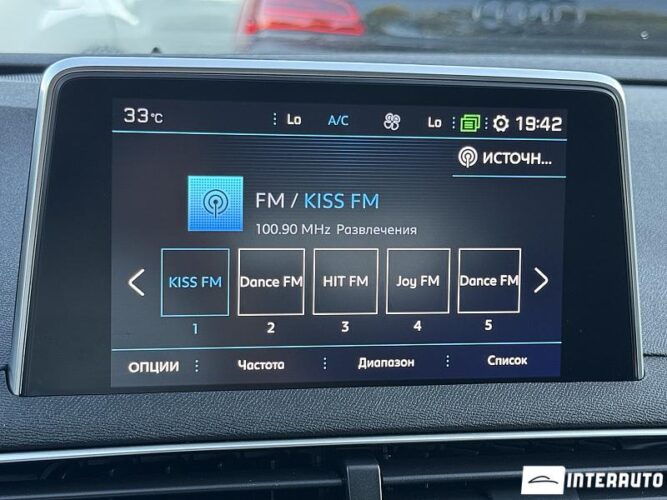 33°C Lo A/C Lo 19:42
ИСТОЧН...
FM / KISS FM
100.90 MHz Развлечения
KISS FM Dance FM HIT FM Joy FM Dance FM
1 2 3 4 5
ОПЦИИ Частота Диапазон Список
INTERAUTO